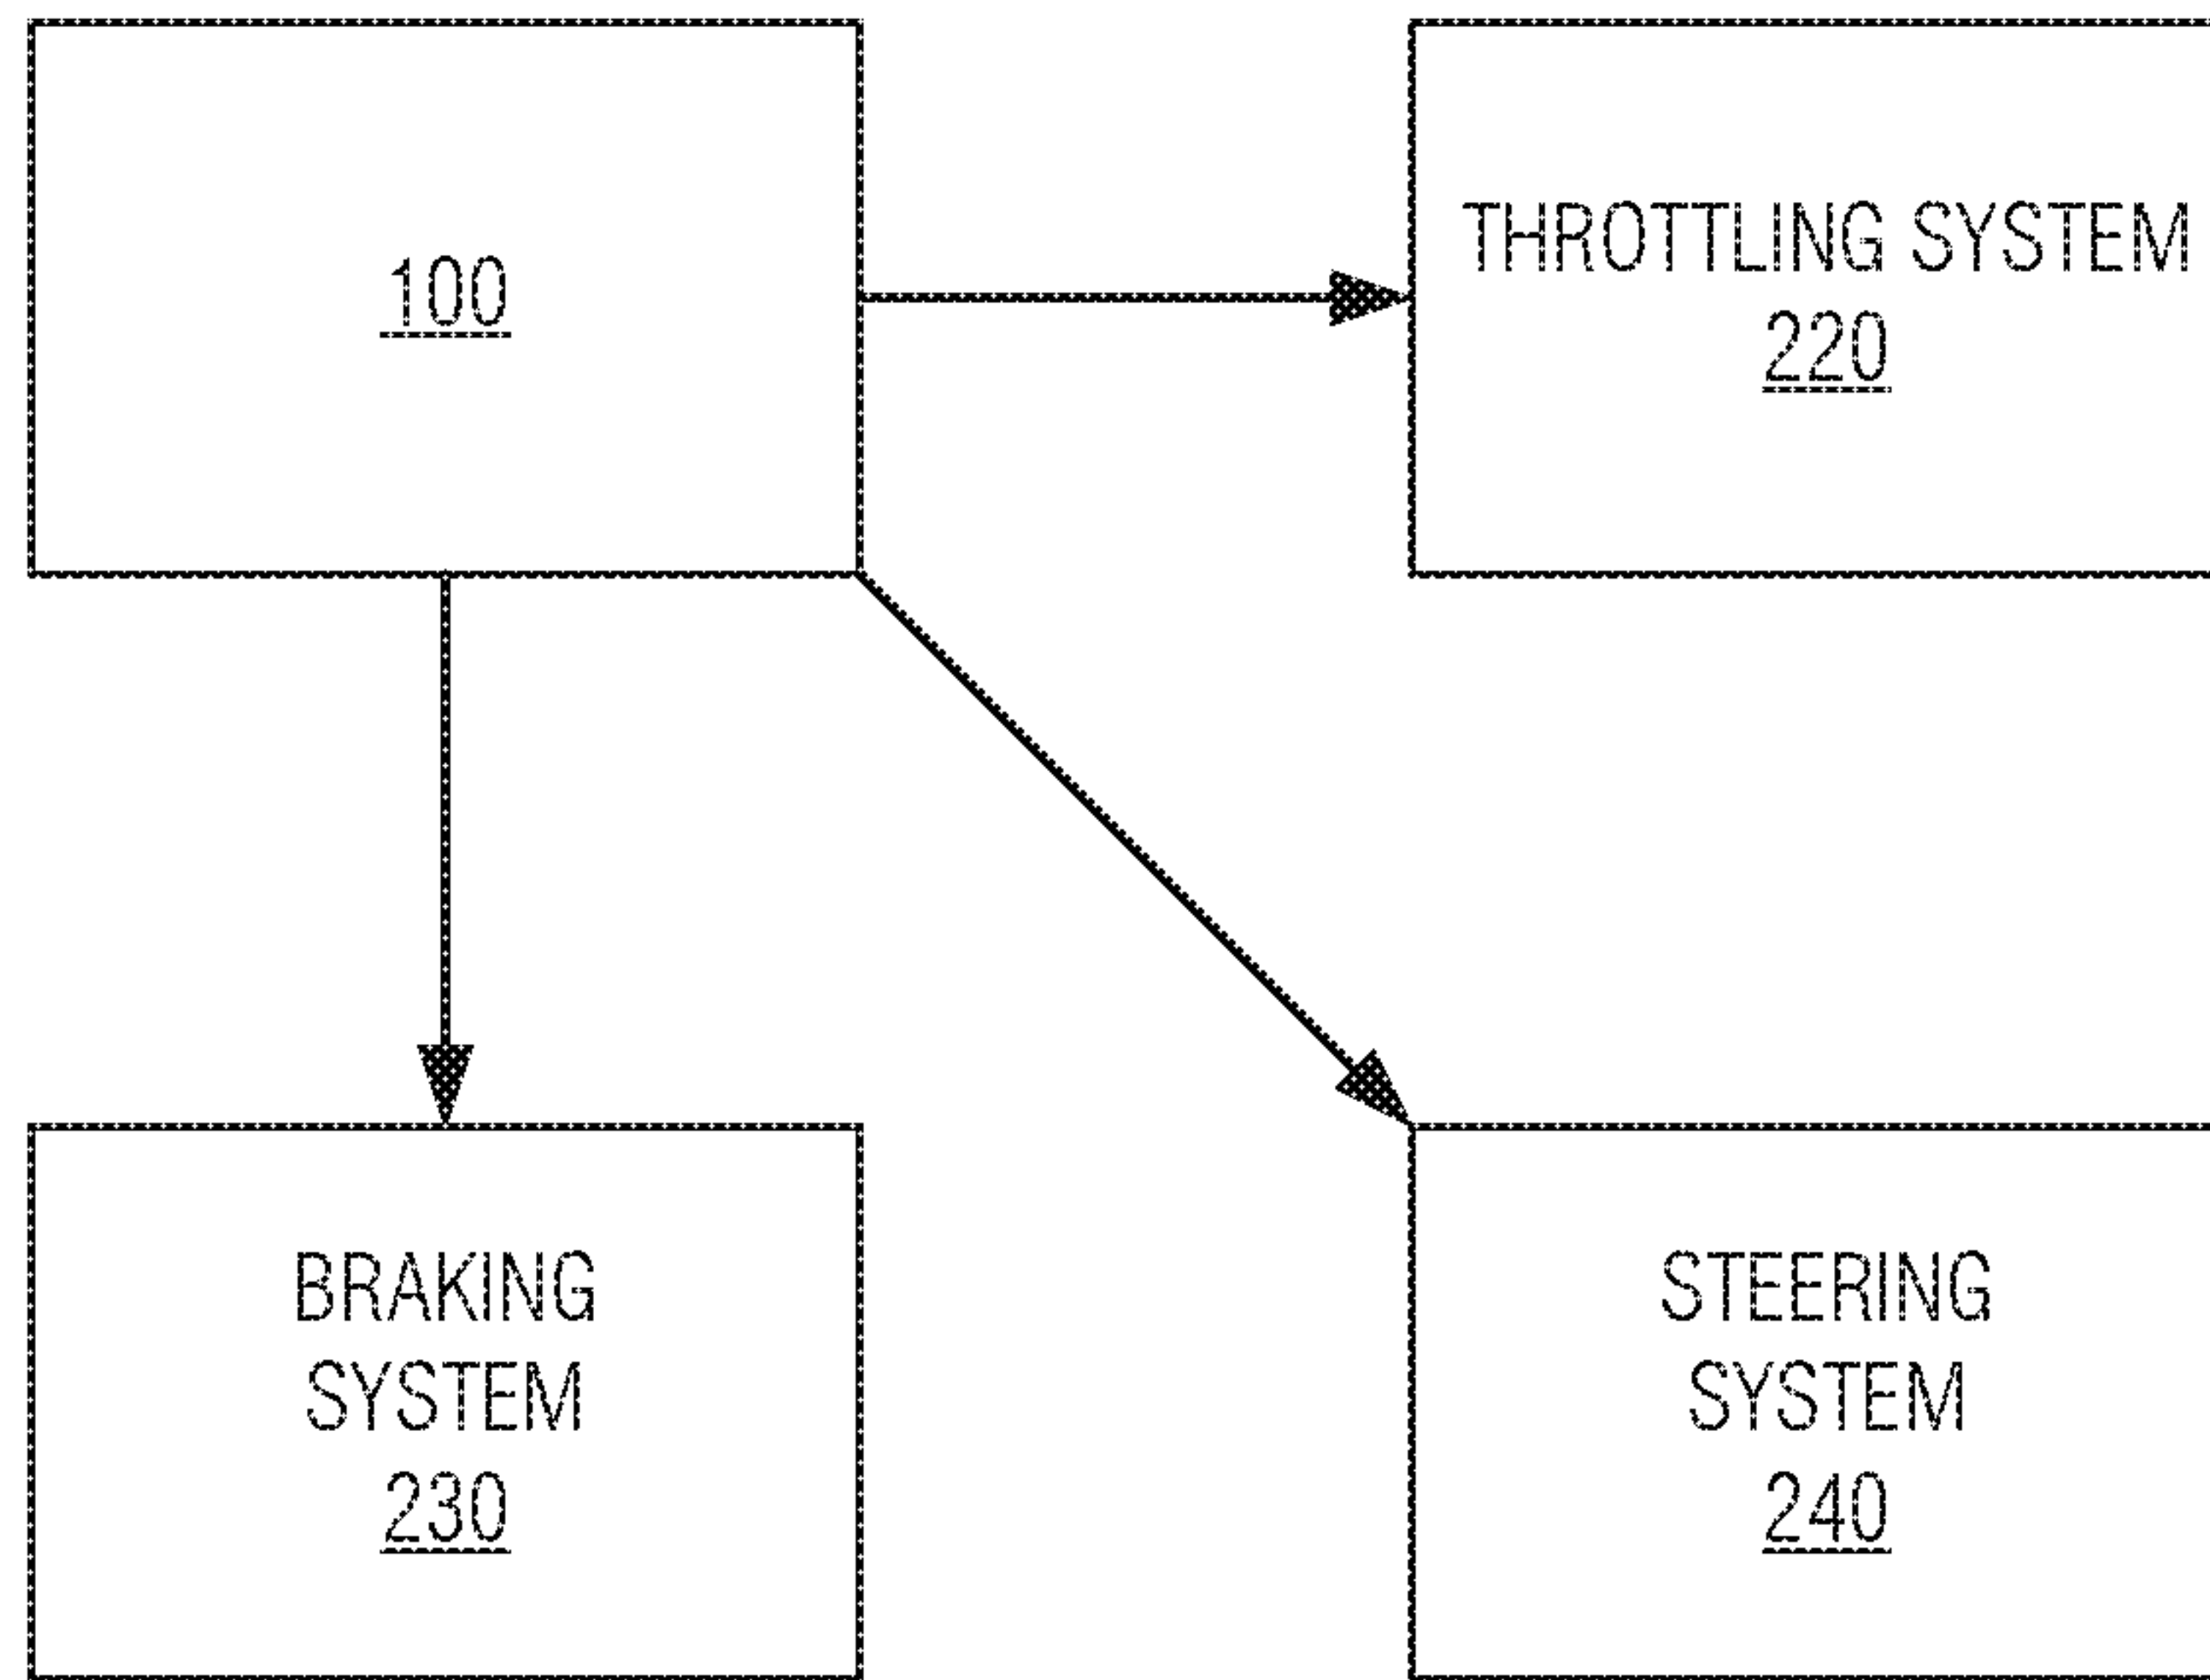 100
THROTTLING SYSTEM
220
BRAKING
SYSTEM
230
STEERING
SYSTEM
240